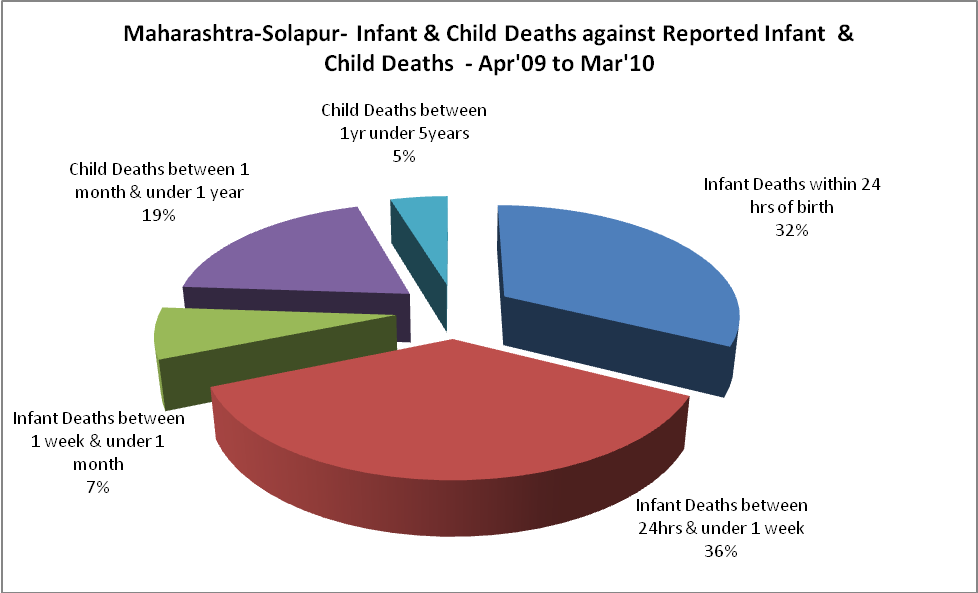 Maharashtra-Solapur- Infant & Child Deaths against Reported Infant &
Child Deaths - Apr'09 to Mar'10
Child Deaths between
1yr under 5years
5%
Child Deaths between 1
month & under 1 year
19%
Infant Deaths within 24
hrs of birth
32%
Infant Deaths between
1 week & under 1
month
7%
Infant Deaths between
24hrs & under 1 week
36%